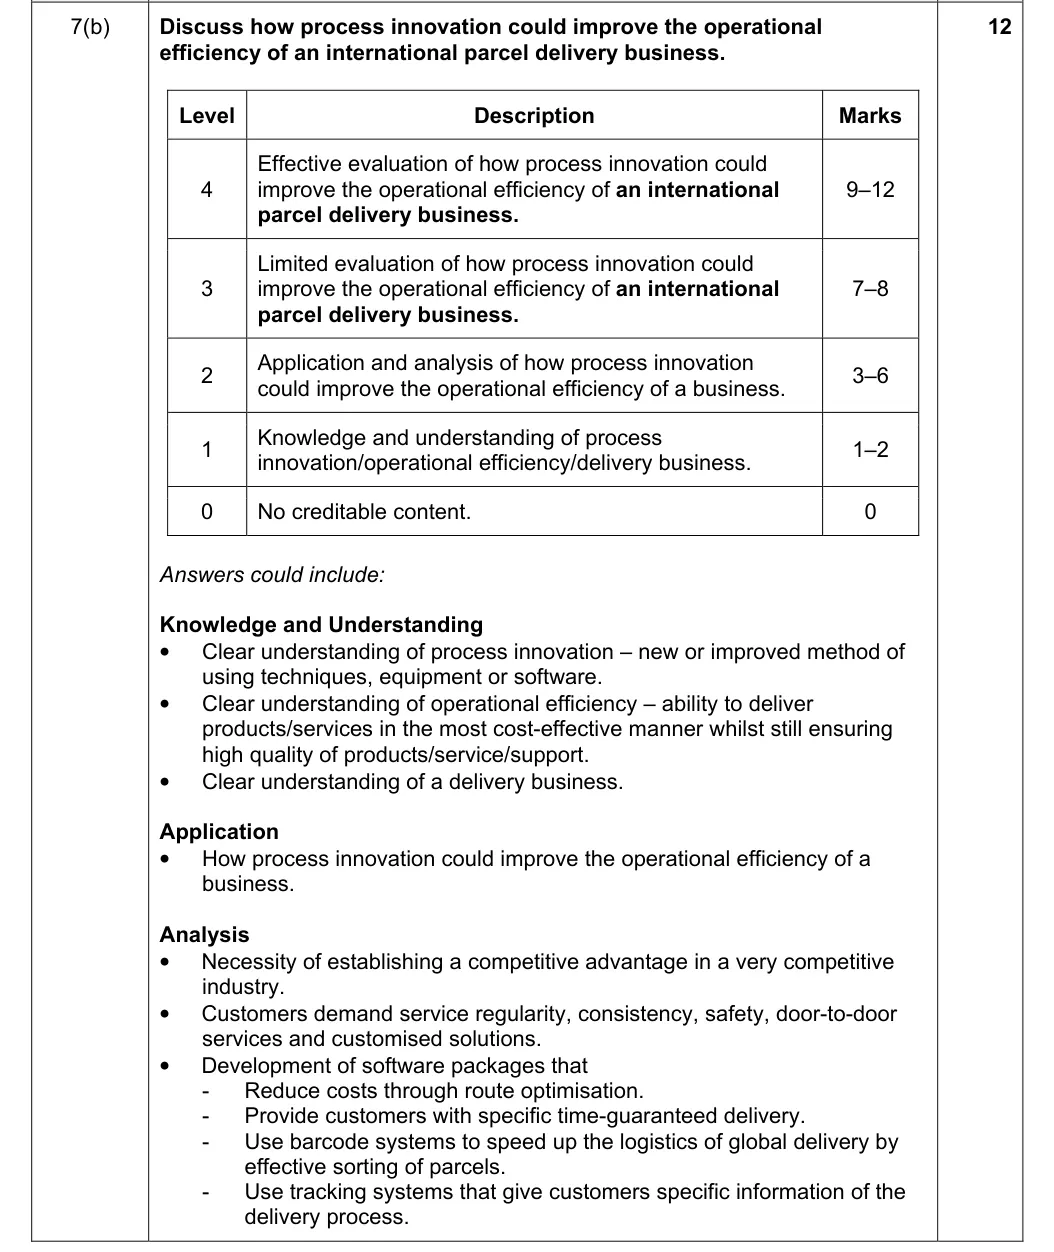 7(b) Discuss how process innovation could improve the operational 12
efficiency of an international parcel delivery business.
Level Description Marks
4 Effective evaluation of how process innovation could
improve the operational efficiency of an international
parcel delivery business. 9–12
3 Limited evaluation of how process innovation could
improve the operational efficiency of an international
parcel delivery business. 7–8
2 Application and analysis of how process innovation
could improve the operational efficiency of a business. 3–6
1 Knowledge and understanding of process
innovation/operational efficiency/delivery business. 1–2
0 No creditable content. 0
Answers could include:
Knowledge and Understanding
• Clear understanding of process innovation – new or improved method of
using techniques, equipment or software.
• Clear understanding of operational efficiency – ability to deliver
products/services in the most cost-effective manner whilst still ensuring
high quality of products/service/support.
• Clear understanding of a delivery business.
Application
• How process innovation could improve the operational efficiency of a
business.
Analysis
• Necessity of establishing a competitive advantage in a very competitive
industry.
• Customers demand service regularity, consistency, safety, door-to-door
services and customised solutions.
• Development of software packages that
- Reduce costs through route optimisation.
- Provide customers with specific time-guaranteed delivery.
- Use barcode systems to speed up the logistics of global delivery by
effective sorting of parcels.
- Use tracking systems that give customers specific information of the
delivery process.